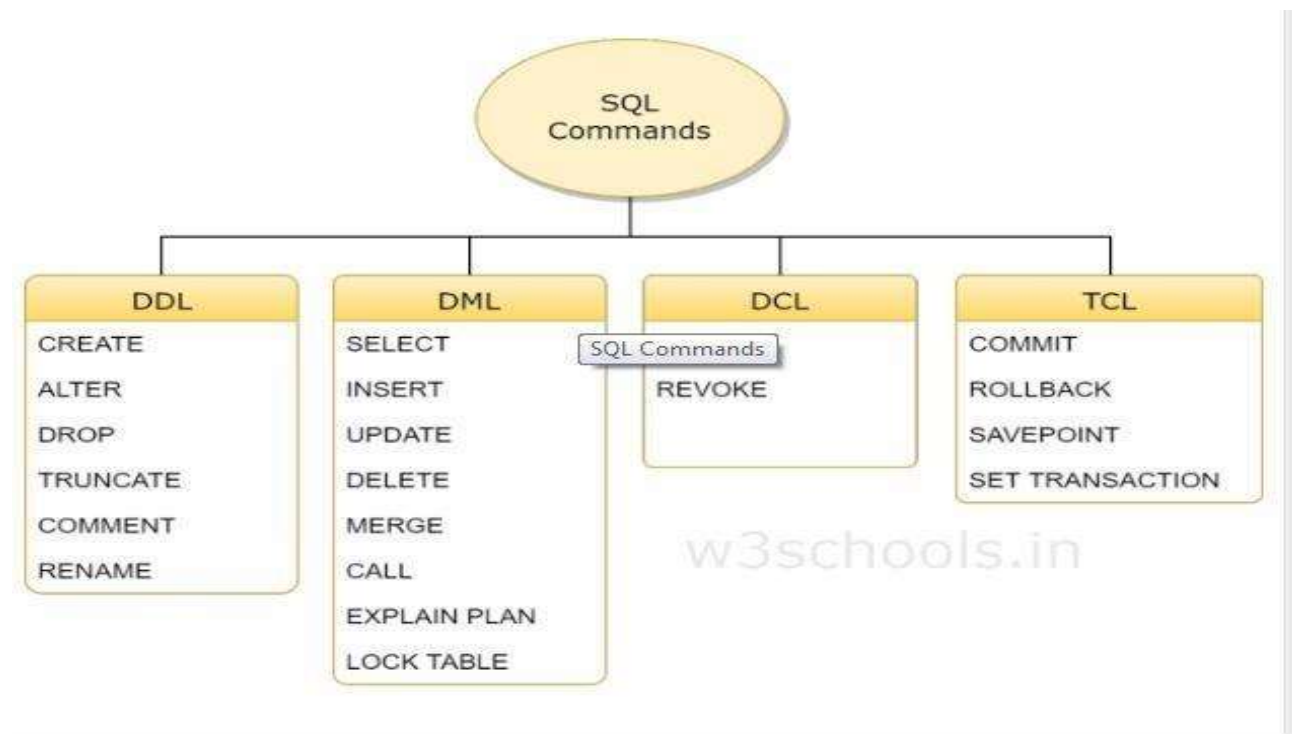 SQL
Commands
DDL
CREATE
ALTER
DROP
TRUNCATE
COMMENT
RENAME
DML
SELECT
INSERT
UPDATE
DELETE
MERGE
CALL
EXPLAIN PLAN
LOCK TABLE
DCL
SQL Commands
REVOKE
TCL
COMMIT
ROLLBACK
SAVEPOINT
SET TRANSACTION
w3schools.in